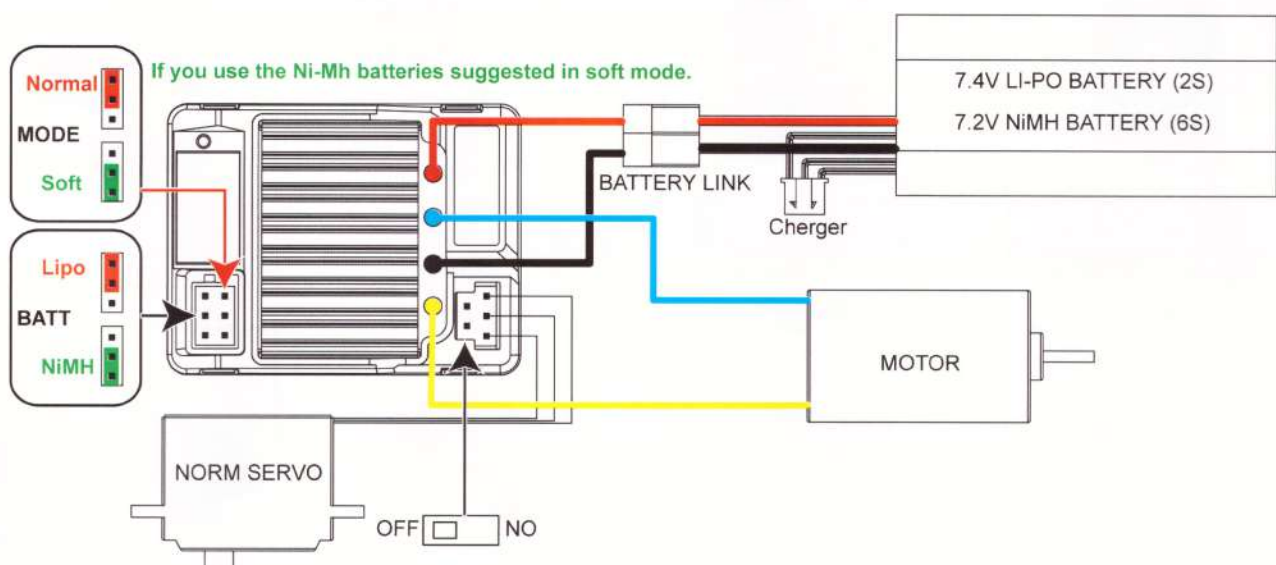 If you use the Ni-Mh batteries suggested in soft mode.
Normal
MODE
Soft
Lipo
BATT
NiMH
BATTERY LINK
7.4V LI-PO BATTERY (2S)
7.2V NiMH BATTERY (6S)
Cherger
MOTOR
NORM SERVO
OFF NO